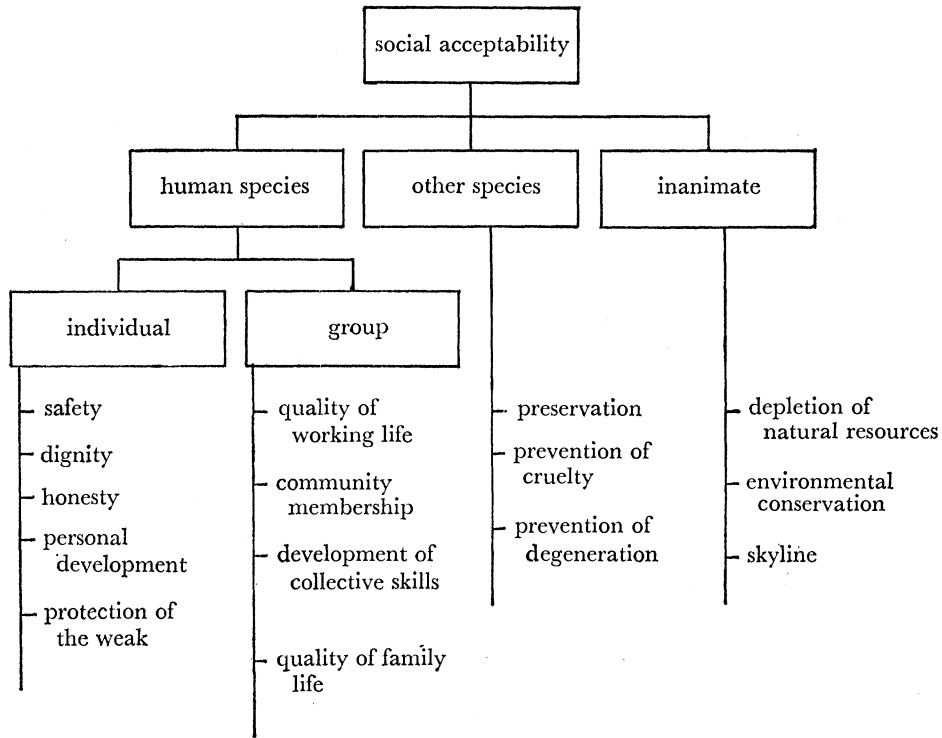 social acceptability
human species
other species
inanimate
individual
group
safety
dignity
honesty
personal
development
protection of
the weak
quality of
working life
community
membership
development of
collective skills
quality of family
life
preservation
prevention of
cruelty
prevention of
degeneration
depletion of
natural resources
environmental
conservation
skyline